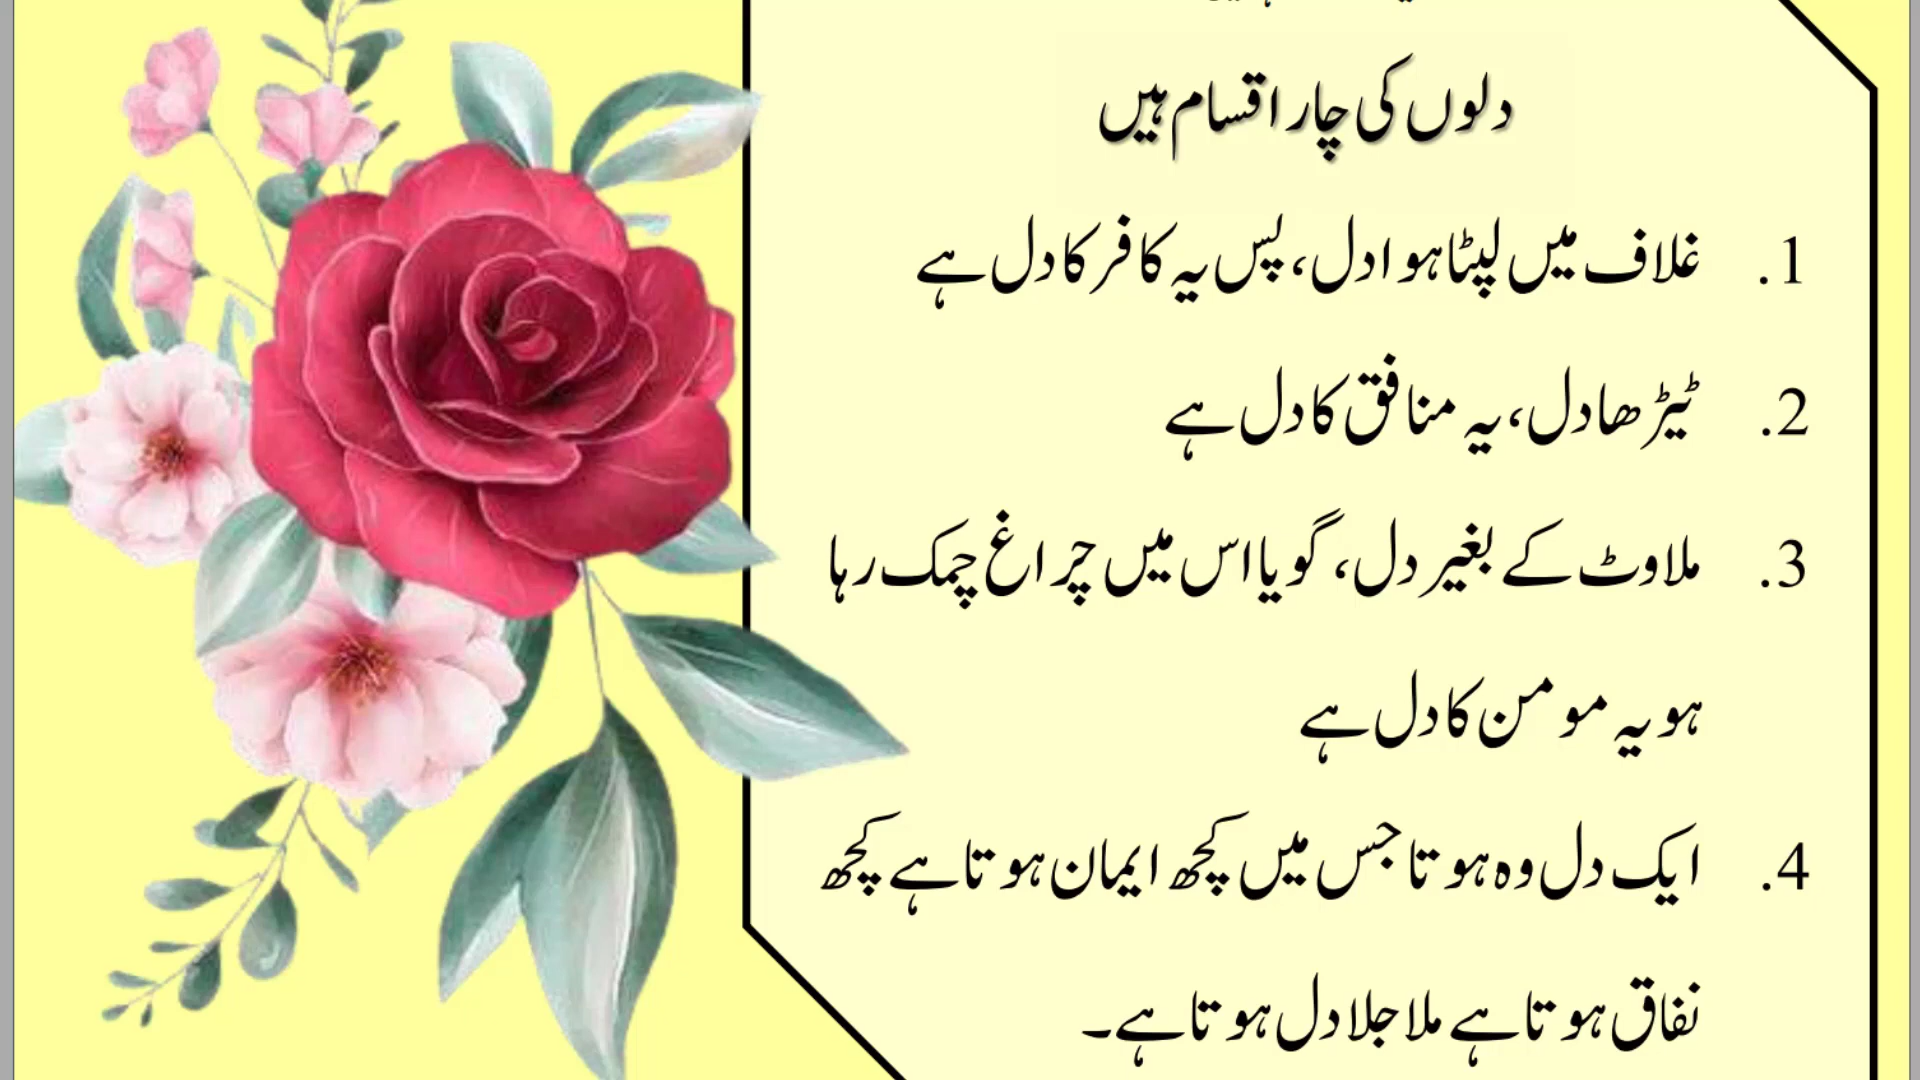 دلوں کی چار اقسام ہیں
1. غلاف میں لپٹا ہوا دل، پس یہ کافر کا دل ہے
2. ٹیڑھا دل، یہ منافق کا دل ہے
3. ملاوٹ کے بغیر دل، گویا اس میں چراغ چمک رہا
ہو یہ مومن کا دل ہے
4. ایک دل وہ ہوتا جس میں کچھ ایمان ہوتا ہے کچھ
نفاق ہوتا ہے ملا جلا دل ہوتا ہے۔